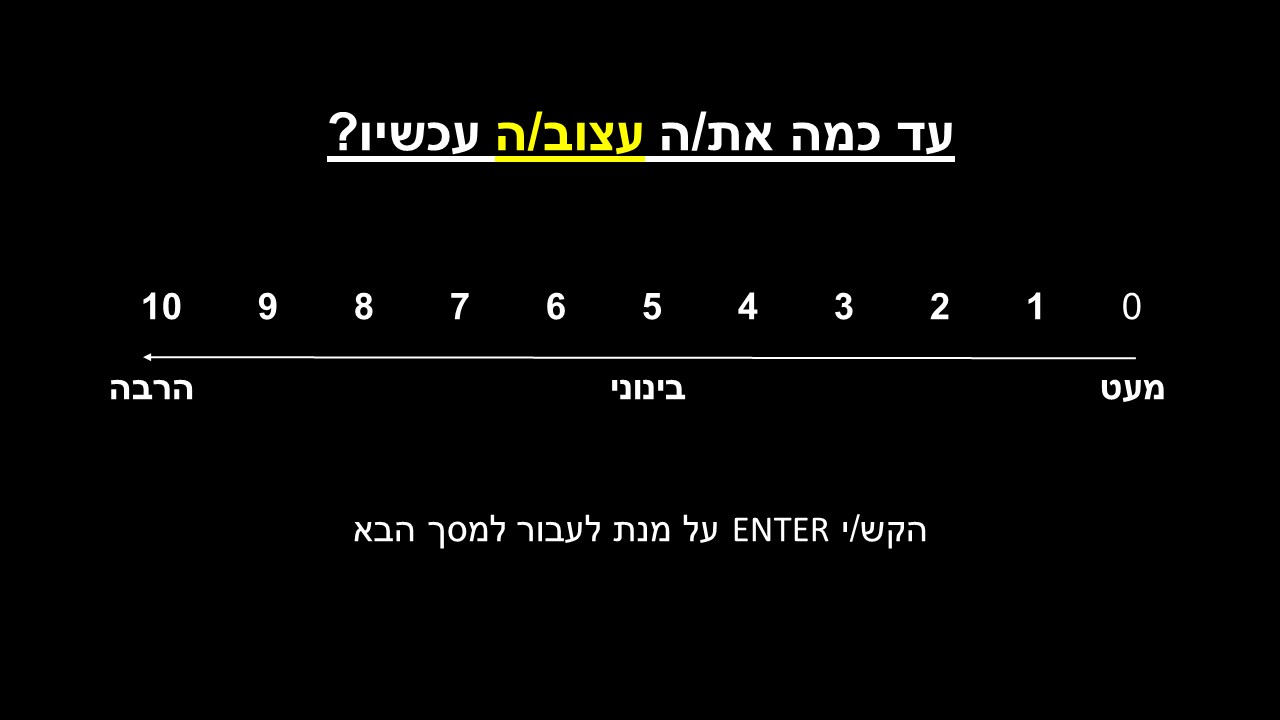 עד כמה את/ה עצוב/ה עכשיו?
0 1 2 3 4 5 6 7 8 9 10
מעט בינוני הרבה
הקש/י ENTER על מנת לעבור למסך הבא